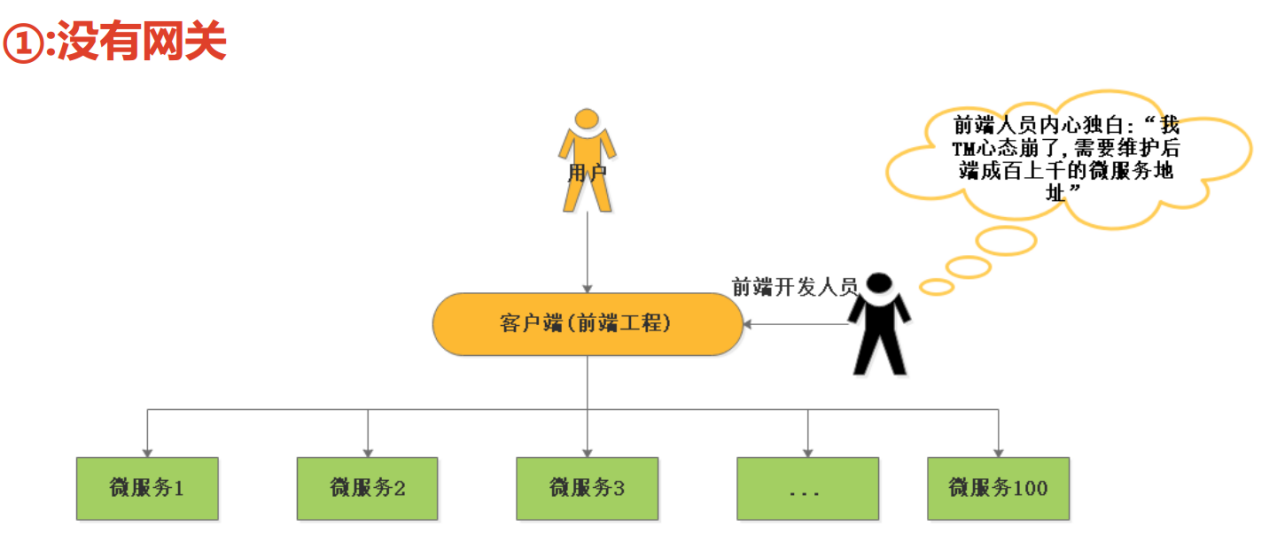 ①:没有网关
前端人员内心独白:“我
TM心态崩了,需要维护后
端成百上千的微服务地
址”
用户
前端开发人员
客户端(前端工程)
微服务1
微服务2
微服务3
...
微服务100